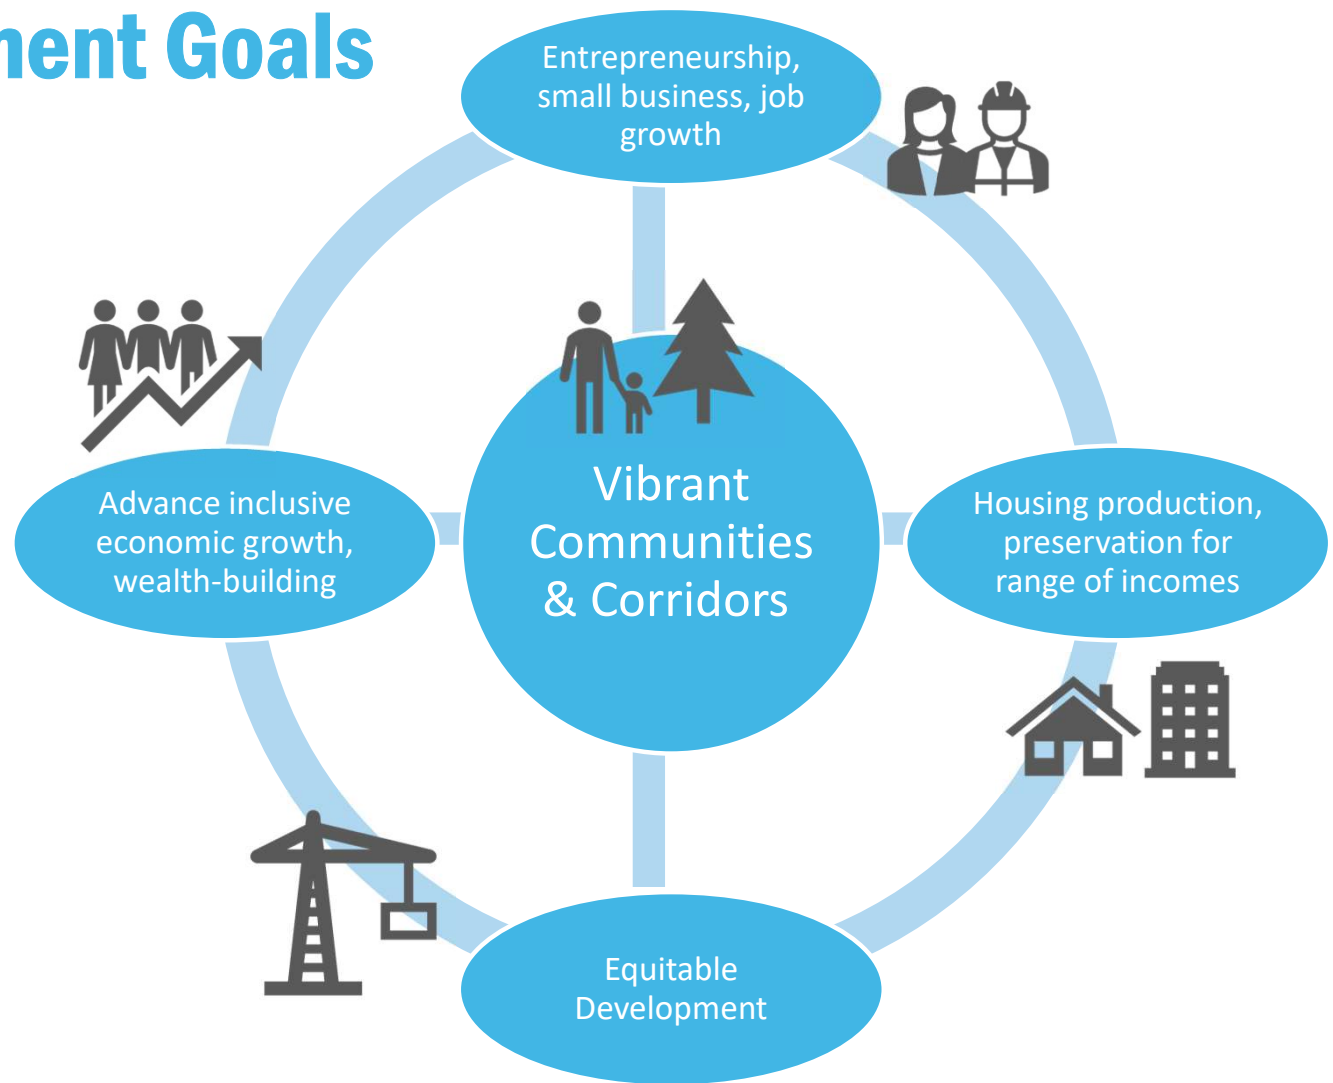 ment Goals
Entrepreneurship,
small business, job
growth
Advance inclusive
economic growth,
wealth-building
Vibrant
Communities
& Corridors
Housing production,
preservation for
range of incomes
Equitable
Development